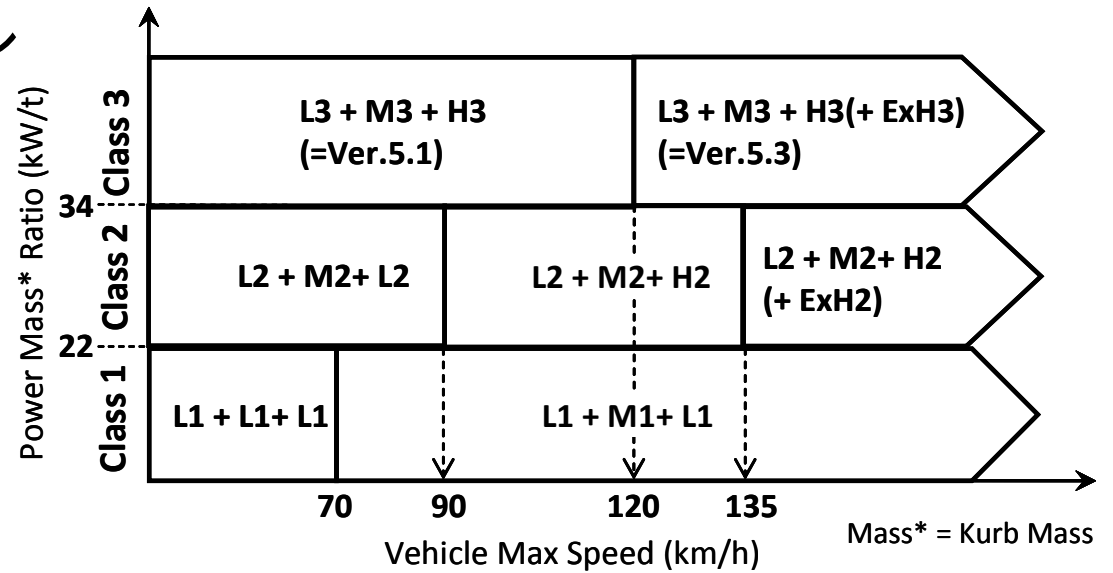 Power Mass* Ratio (kW/t)
Class 3
L3 + M3 + H3
(=Ver.5.1)
L3 + M3 + H3(+ ExH3)
(=Ver.5.3)
34
Class 2
L2 + M2+ L2
L2 + M2+ H2
L2 + M2+ H2
(+ ExH2)
22
Class 1
L1 + L1+ L1
L1 + M1+ L1
70
90
120
135
Vehicle Max Speed (km/h)
Mass* = Kurb Mass